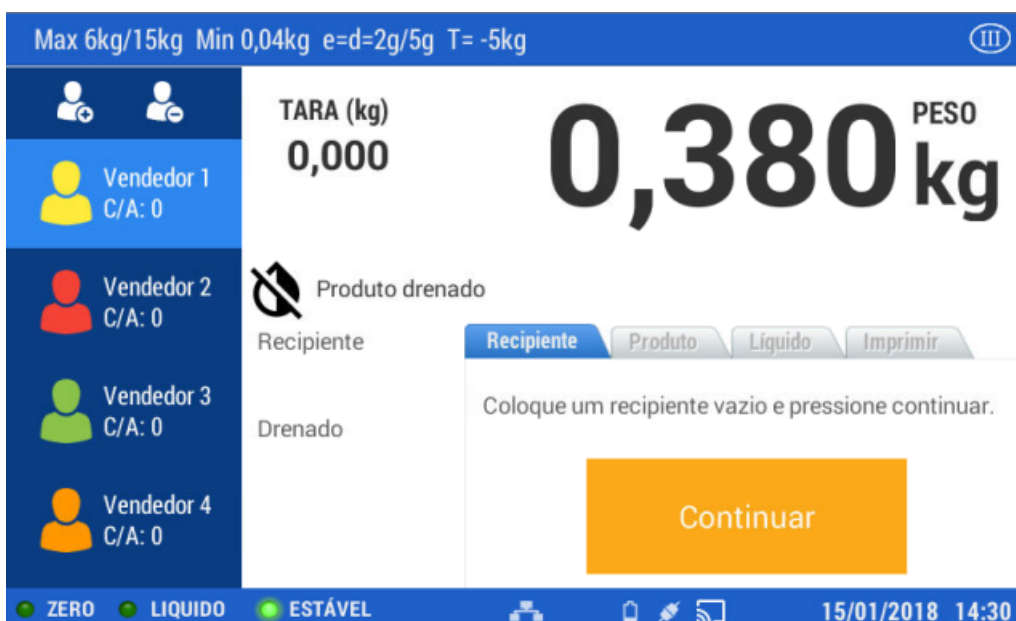 Max 6kg/15kg Min 0,04kg e=d=2g/5g T= -5kg III
Vendedor 1
C/A: 0
Vendedor 2
C/A: 0
Vendedor 3
C/A: 0
Vendedor 4
C/A: 0
TARA (kg)
0,000
0,380 kg
PESO
Produto drenado
Recipiente
Drenado
Recipiente Produto Líquido Imprimir
Coloque um recipiente vazio e pressione continuar.
Continuar
ZERO LIQUIDO ESTÁVEL 15/01/2018 14:30